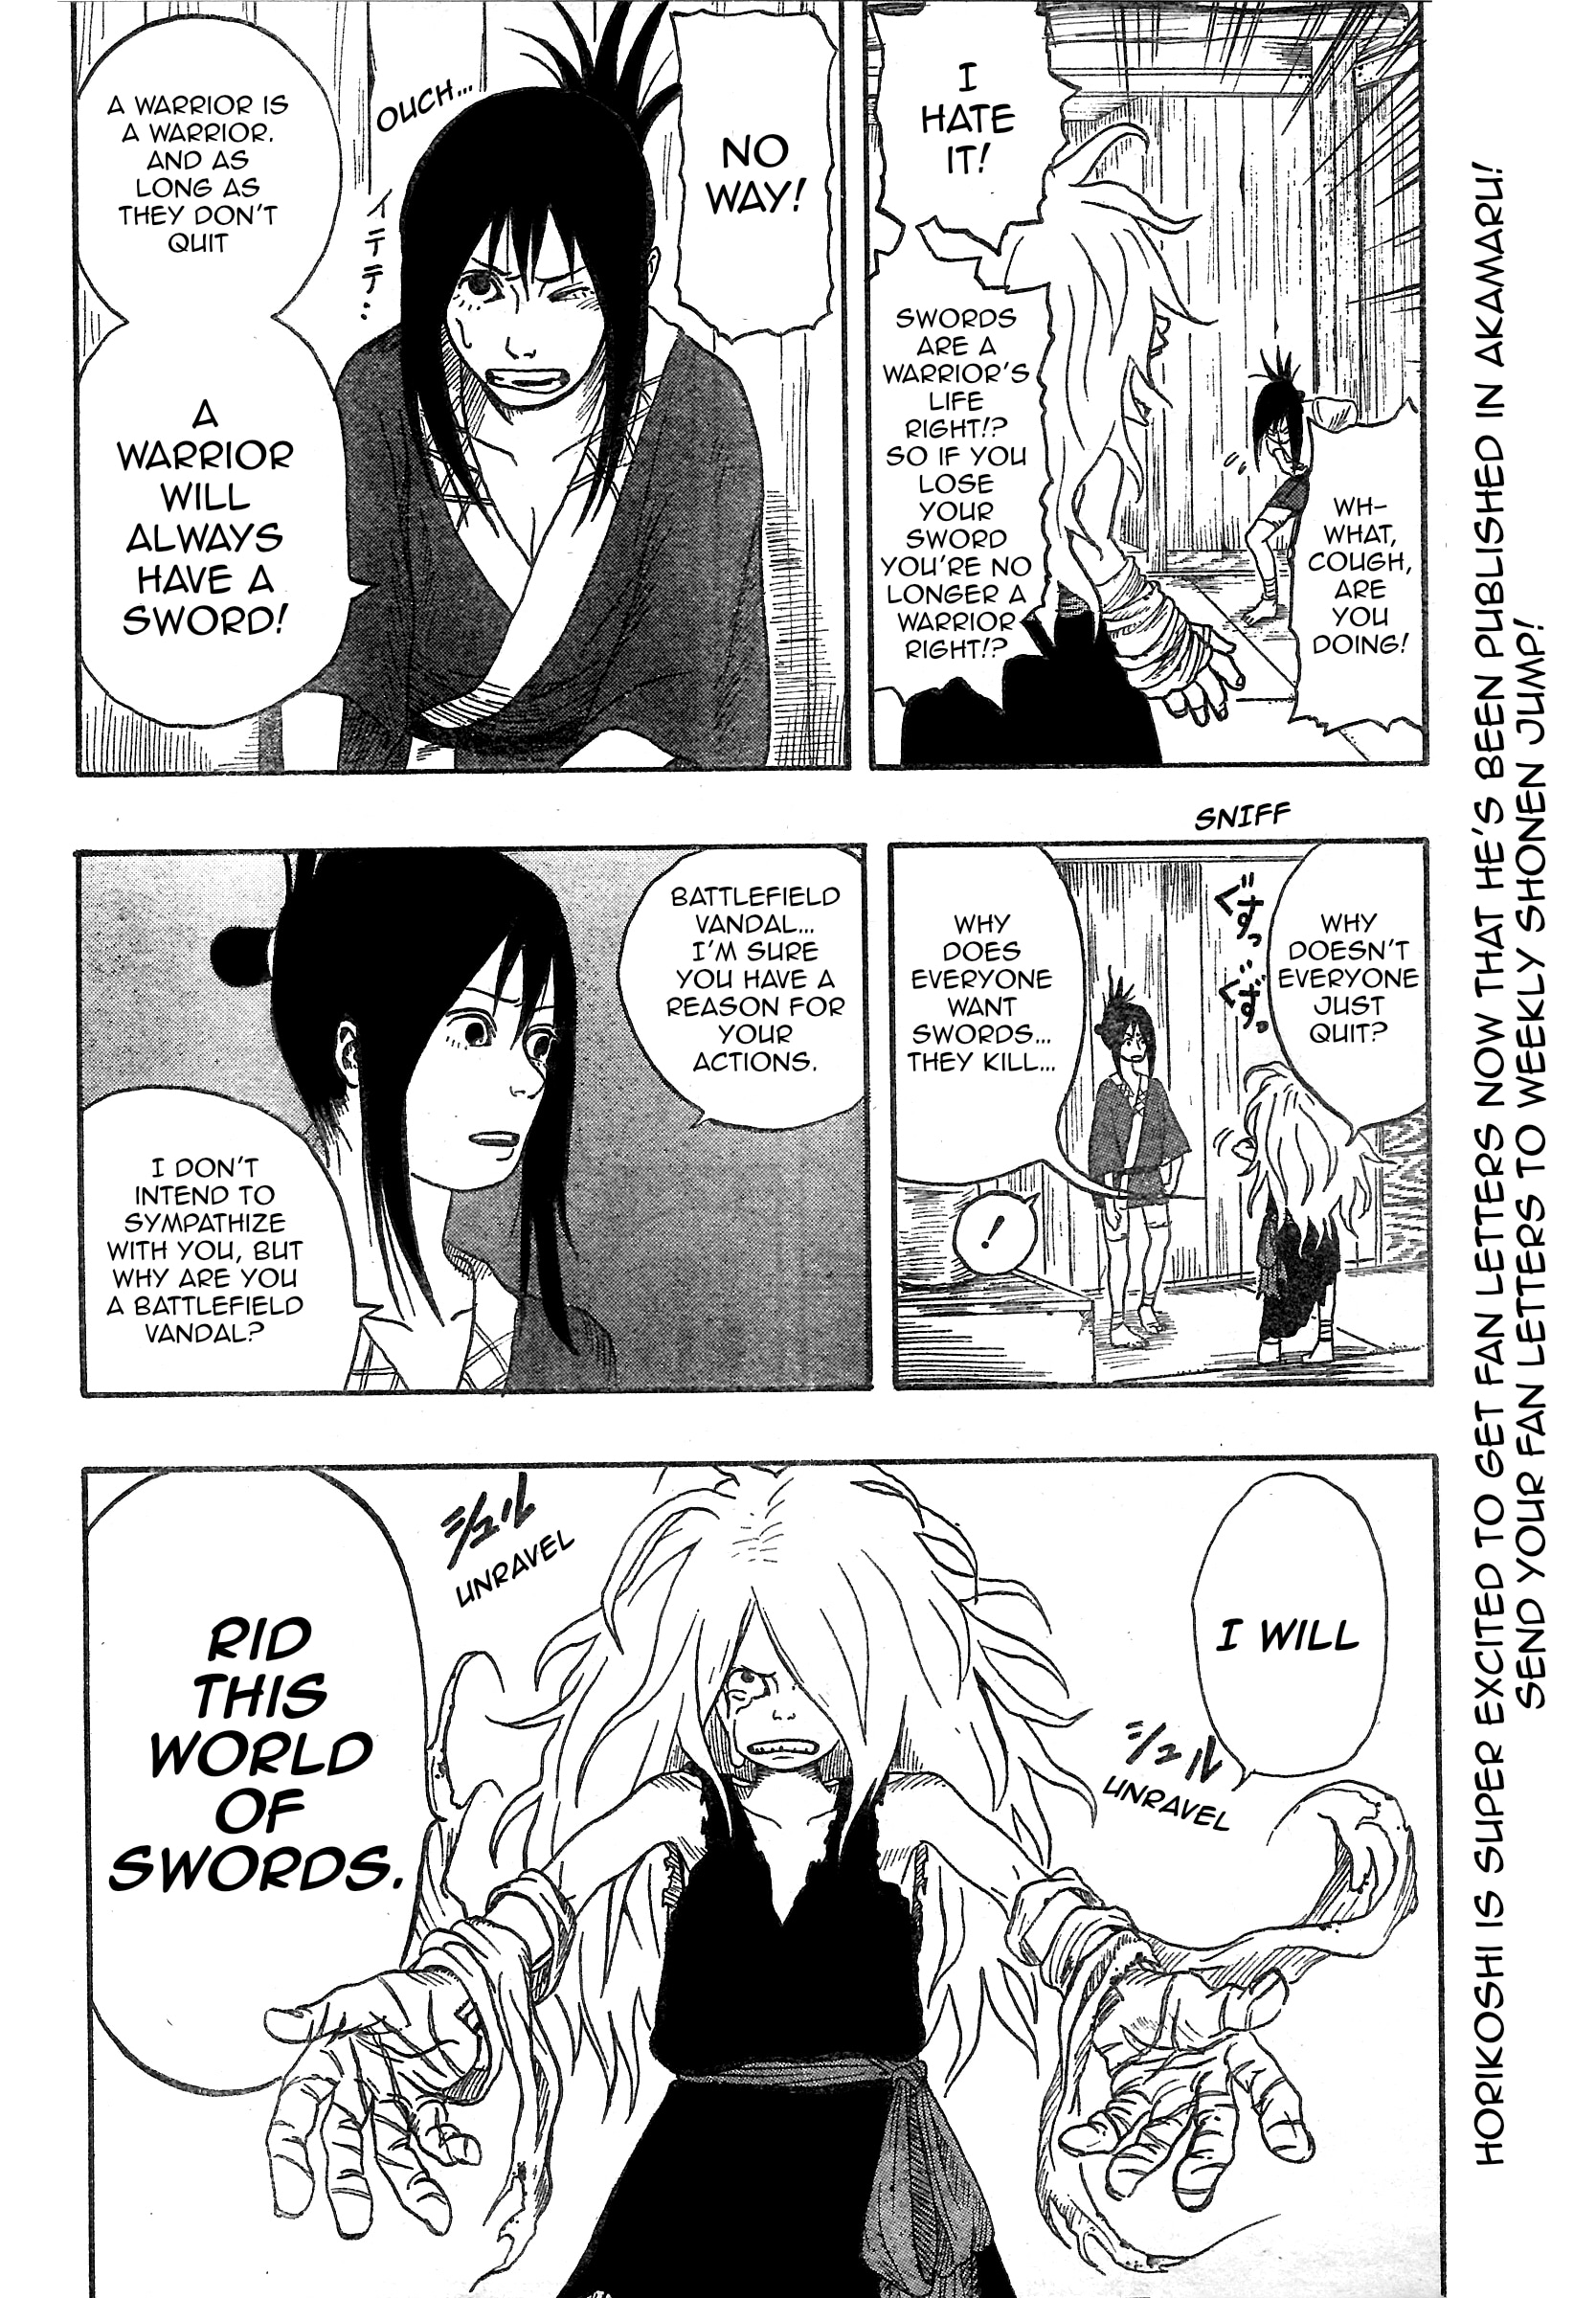 I
HATE
IT!
SWORDS
ARE A
WARRIOR'S
LIFE
RIGHT!?
SO IF YOU
LOSE
YOUR
SWORD
YOU'RE NO
LONGER A
WARRIOR
RIGHT!?
WH-
WHAT,
COUGH,
ARE
YOU
DOING!
NO
WAY!
OUCH...
イテテ..
A WARRIOR IS
A WARRIOR.
AND AS
LONG AS
THEY DON'T
QUIT
A
WARRIOR
WILL
ALWAYS
HAVE A
SWORD!
SNIFF
WHY
DOESN'T
EVERYONE
JUST
QUIT?
ぐすっ
ぐずっ
WHY
DOES
EVERYONE
WANT
SWORDS...
THEY KILL...
!
BATTLEFIELD
VANDAL...
I'M SURE
YOU HAVE A
REASON FOR
YOUR
ACTIONS.
I DON'T
INTEND TO
SYMPATHIZE
WITH YOU, BUT
WHY ARE YOU
A BATTLEFIELD
VANDAL?
I WILL
シュル
UNRAVEL
シュル
UNRAVEL
RID
THIS
WORLD
OF
SWORDS.
HORIKOSHI IS SUPER EXCITED TO GET FAN LETTERS NOW THAT HE'S BEEN PUBLISHED IN AKAMARU!
SEND YOUR FAN LETTERS TO WEEKLY SHONEN JUMP!